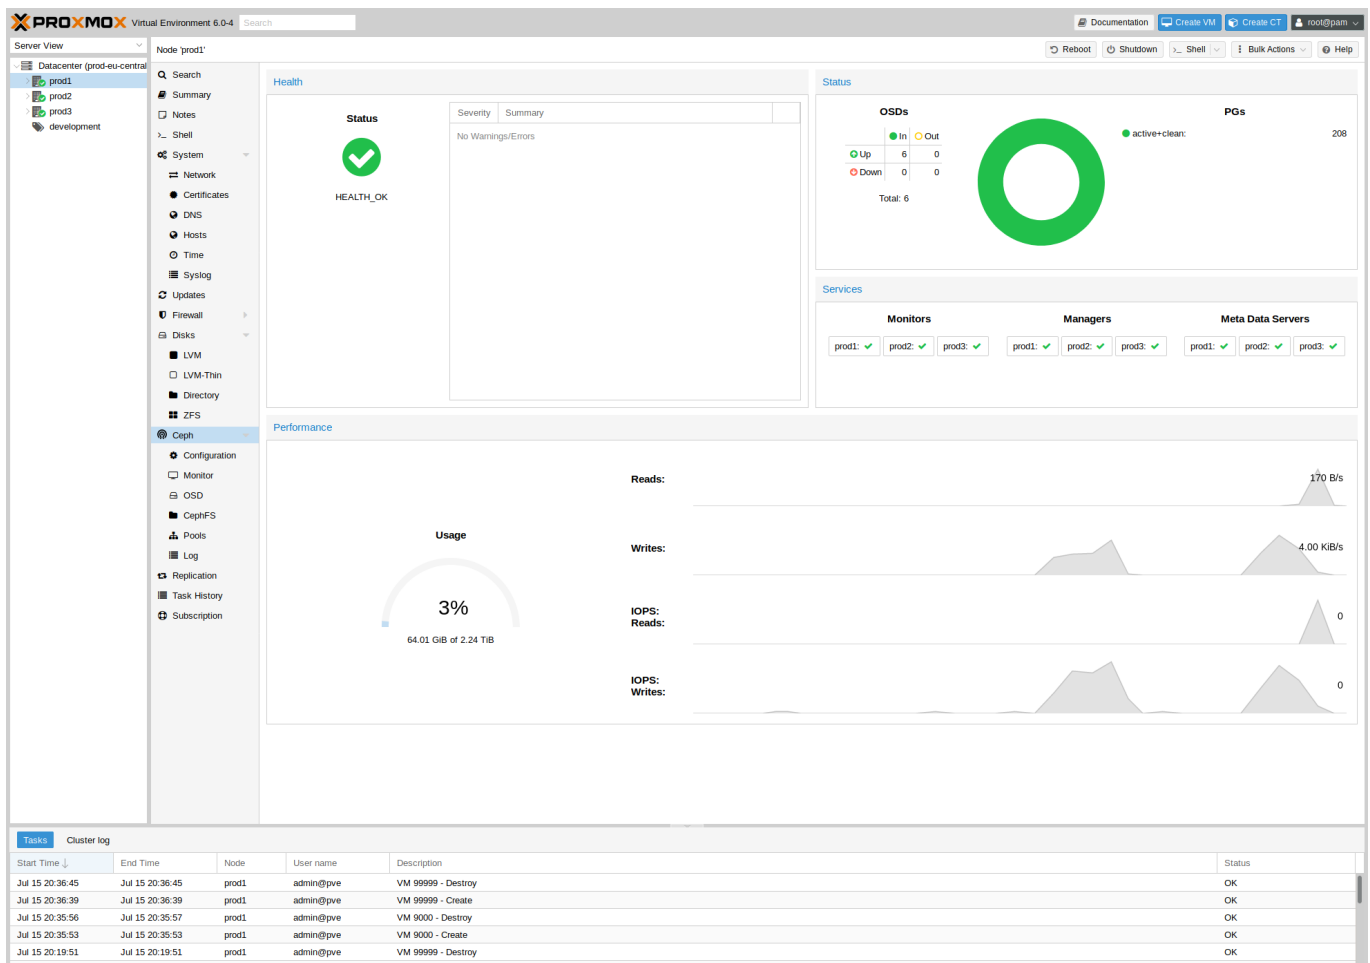 PROXMOX Virtual Environment 6.0-4 Search
Documentation Create VM Create CT root@pam
Server View
Datacenter (prod-eu-central
prod1
prod2
prod3
development
Node 'prod1'
Reboot Shutdown >_ Shell Bulk Actions Help
Search
Summary
Notes
>_ Shell
System
Network
Certificates
DNS
Hosts
Time
Syslog
Updates
Firewall
Disks
LVM
LVM-Thin
Directory
ZFS
Ceph
Configuration
Monitor
OSD
CephFS
Pools
Log
Replication
Task History
Subscription
Health
Status
HEALTH_OK
Severity Summary
No Warnings/Errors
Status
OSDs
In Out
Up 6 0
Down 0 0
Total: 6
PGs
active+clean: 208
Services
Monitors
prod1: prod2: prod3:
Managers
prod1: prod2: prod3:
Meta Data Servers
prod1: prod2: prod3:
Performance
Usage
3%
64.01 GiB of 2.24 TiB
Reads: 170 B/s
Writes: 4.00 KiB/s
IOPS:
Reads: 0
IOPS:
Writes: 0
Tasks Cluster log
Start Time End Time Node User name Description Status
Jul 15 20:36:45 Jul 15 20:36:45 prod1 admin@pve VM 99999 - Destroy OK
Jul 15 20:36:39 Jul 15 20:36:39 prod1 admin@pve VM 99999 - Create OK
Jul 15 20:35:56 Jul 15 20:35:57 prod1 admin@pve VM 9000 - Destroy OK
Jul 15 20:35:53 Jul 15 20:35:53 prod1 admin@pve VM 9000 - Create OK
Jul 15 20:19:51 Jul 15 20:19:51 prod1 admin@pve VM 99999 - Destroy OK